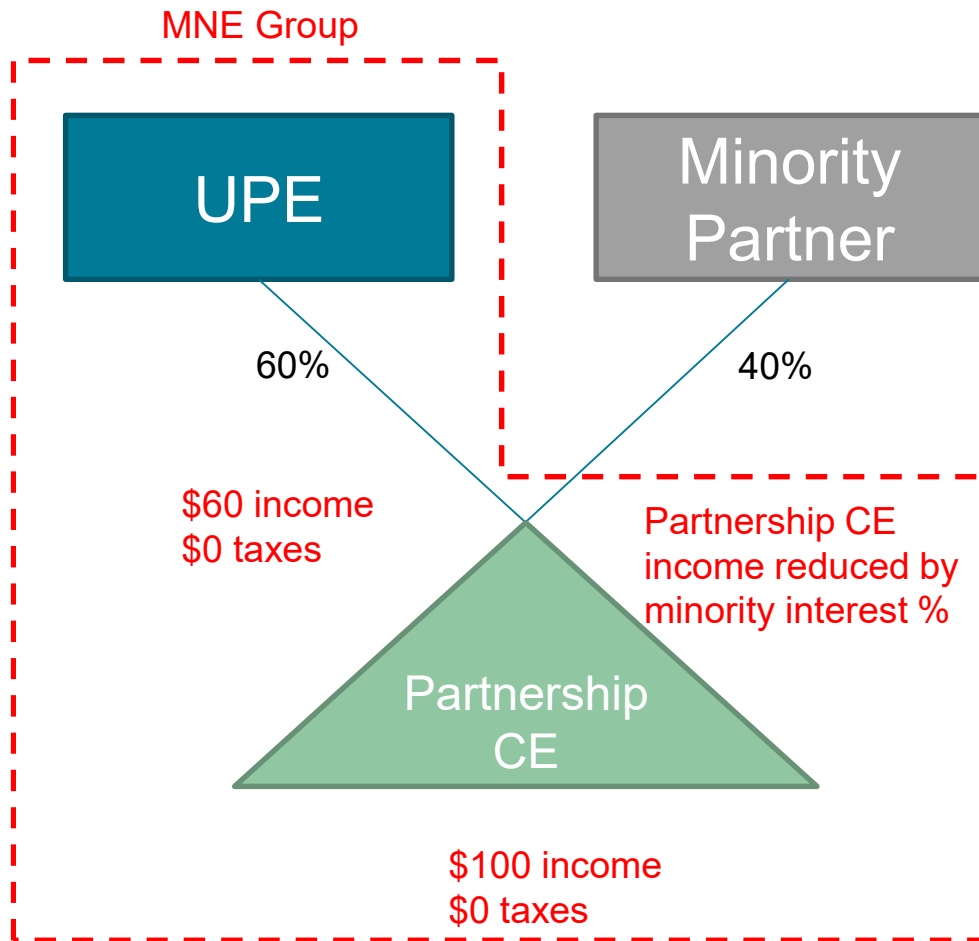 MNE Group
UPE
Minority
Partner
60%
40%
$60 income
$0 taxes
Partnership CE
income reduced by
minority interest %
Partnership
CE
$100 income
$0 taxes